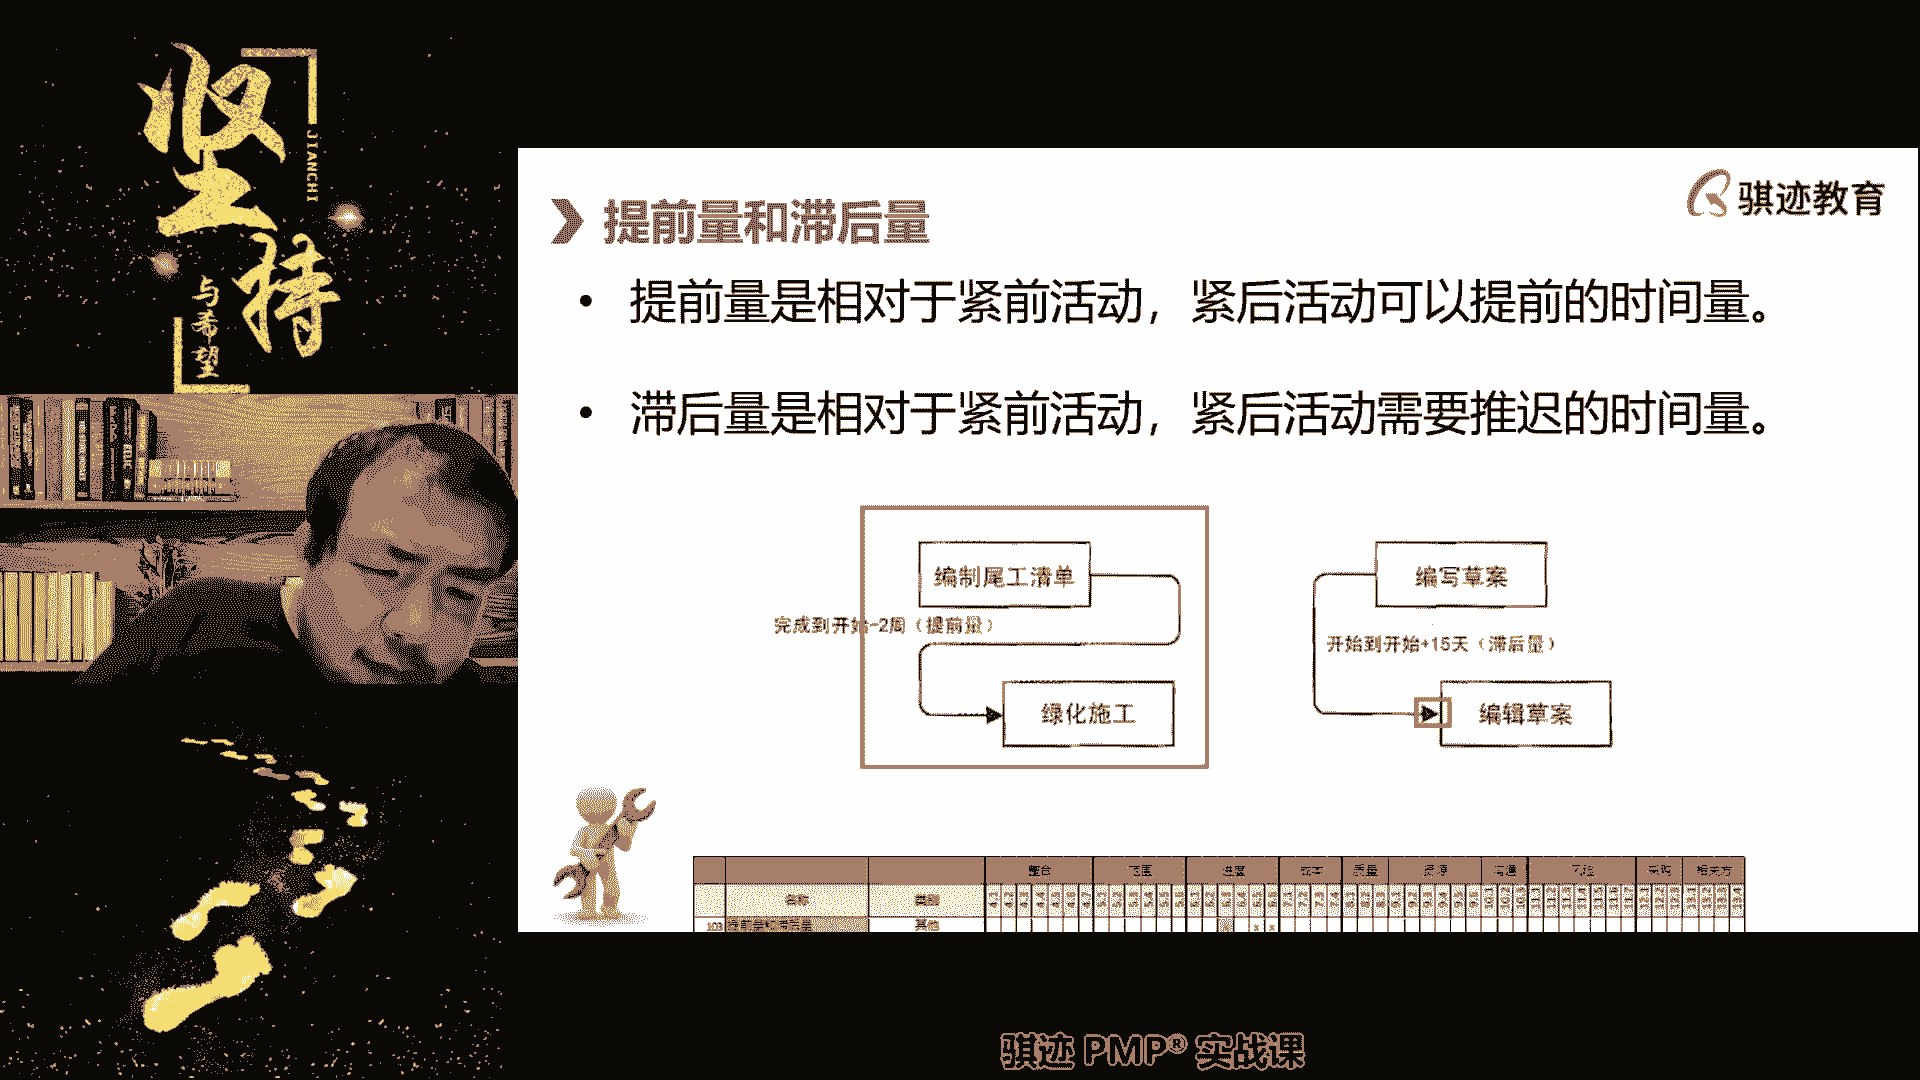 坚持
JIANCHI
与希望
骐迹教育
提前量和滞后量
• 提前量是相对于紧前活动，紧后活动可以提前的时间量。
• 滞后量是相对于紧前活动，紧后活动需要推迟的时间量。
编制尾工清单
完成到开始-2周（提前量）
绿化施工
编写草案
开始到开始+15天（滞后量）
编辑草案
整合 范围 进度 成本 质量 资源 沟通 风险 采购 相关方
名称 类别
103 提前量和滞后量 其他
骐迹 PMP® 实战课